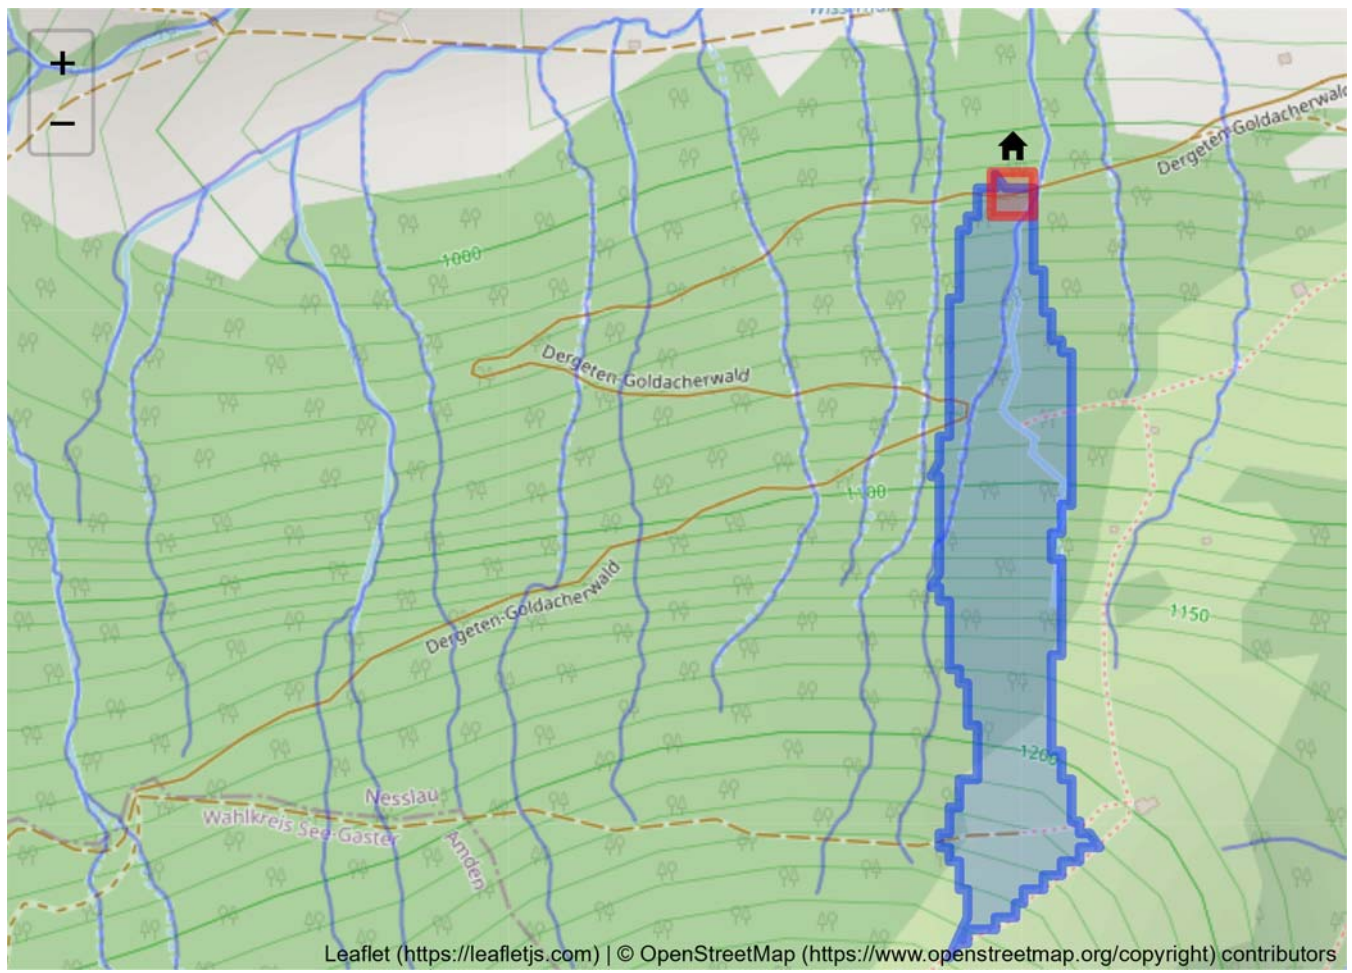 +
−
Dergeten-Goldacherwald
1000
Dergeten-Goldacherwald
1100
Dergeten-Goldacherwald
1150
1200
Nesslau
Wahlkreis See-Gaster
Amden
Leaflet (https://leafletjs.com) | © OpenStreetMap (https://www.openstreetmap.org/copyright) contributors